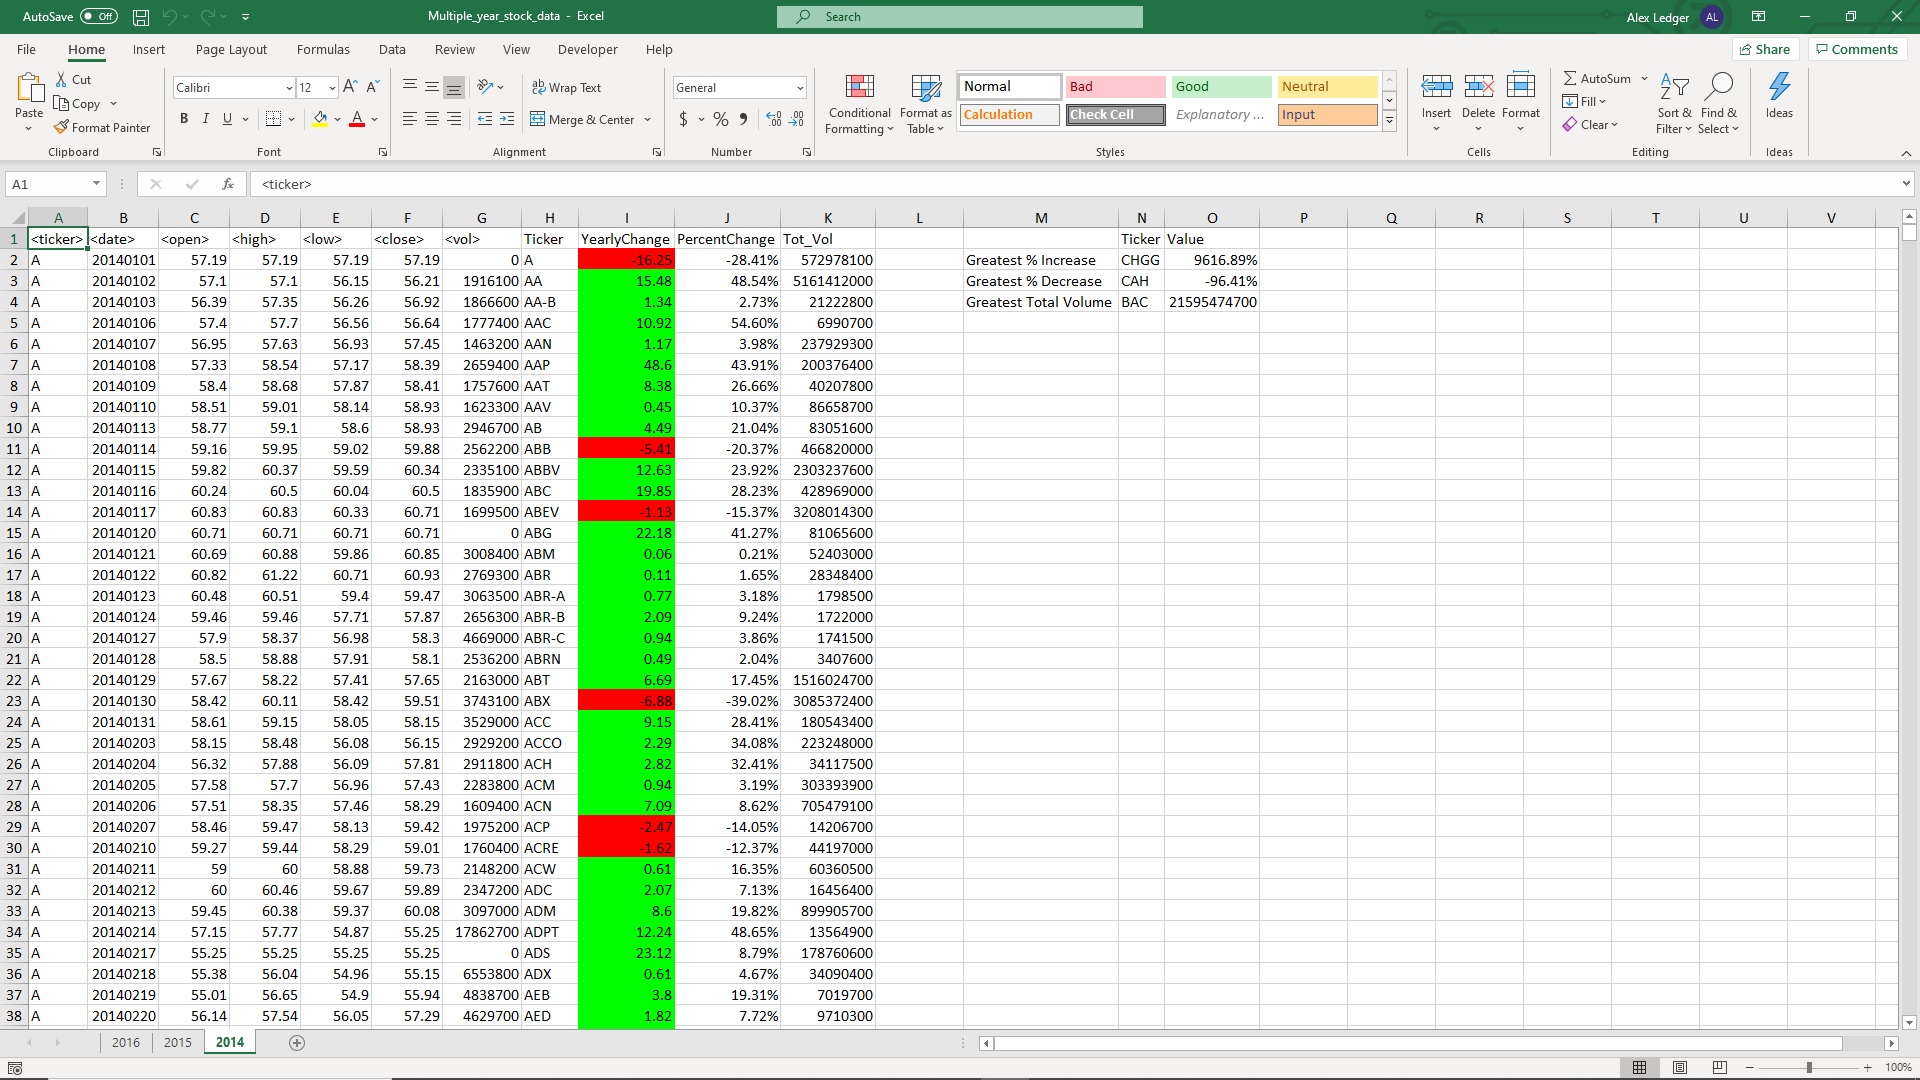 AutoSave Off Multiple_year_stock_data - Excel Search Alex Ledger AL
File Home Insert Page Layout Formulas Data Review View Developer Help Share Comments
Paste Cut Copy Format Painter Clipboard
Calibri 12 A A B I U A Font
Wrap Text Merge & Center Alignment
General $ % Number
Conditional Formatting Format as Table
Normal Bad Good Neutral
Calculation Check Cell Explanatory ... Input
Styles
Insert Delete Format Cells
AutoSum Fill Clear Sort & Filter Find & Select Editing
Ideas Ideas
A1 fx <ticker>
A B C D E F G H I J K L M N O P Q R S T U V
1 <ticker> <date> <open> <high> <low> <close> <vol> Ticker YearlyChange PercentChange Tot_Vol Ticker Value
2 A 20140101 57.19 57.19 57.19 57.19 0 A -16.25 -28.41% 572978100 Greatest % Increase CHGG 9616.89%
3 A 20140102 57.1 57.1 56.15 56.21 1916100 AA 15.48 48.54% 5161412000 Greatest % Decrease CAH -96.41%
4 A 20140103 56.39 57.35 56.26 56.92 1866600 AA-B 1.34 2.73% 21222800 Greatest Total Volume BAC 21595474700
5 A 20140106 57.4 57.7 56.56 56.64 1777400 AAC 10.92 54.60% 6990700
6 A 20140107 56.95 57.63 56.93 57.45 1463200 AAN 1.17 3.98% 237929300
7 A 20140108 57.33 58.54 57.17 58.39 2659400 AAP 48.6 43.91% 200376400
8 A 20140109 58.4 58.68 57.87 58.41 1757600 AAT 8.38 26.66% 40207800
9 A 20140110 58.51 59.01 58.14 58.93 1623300 AAV 0.45 10.37% 86658700
10 A 20140113 58.77 59.1 58.6 58.93 2946700 AB 4.49 21.04% 83051600
11 A 20140114 59.16 59.95 59.02 59.88 2562200 ABB -5.41 -20.37% 466820000
12 A 20140115 59.82 60.37 59.59 60.34 2335100 ABBV 12.63 23.92% 2303237600
13 A 20140116 60.24 60.5 60.04 60.5 1835900 ABC 19.85 28.23% 428969000
14 A 20140117 60.83 60.83 60.33 60.71 1699500 ABEV -1.13 -15.37% 3208014300
15 A 20140120 60.71 60.71 60.71 60.71 0 ABG 22.18 41.27% 81065600
16 A 20140121 60.69 60.88 59.86 60.85 3008400 ABM 0.06 0.21% 52403000
17 A 20140122 60.82 61.22 60.71 60.93 2769300 ABR 0.11 1.65% 28348400
18 A 20140123 60.48 60.51 59.4 59.47 3063500 ABR-A 0.77 3.18% 1798500
19 A 20140124 59.46 59.46 57.71 57.87 2656300 ABR-B 2.09 9.24% 1722000
20 A 20140127 57.9 58.37 56.98 58.3 4669000 ABR-C 0.94 3.86% 1741500
21 A 20140128 58.5 58.88 57.91 58.1 2536200 ABRN 0.49 2.04% 3407600
22 A 20140129 57.67 58.22 57.41 57.65 2163000 ABT 6.69 17.45% 1516024700
23 A 20140130 58.42 60.11 58.42 59.51 3743100 ABX -6.88 -39.02% 3085372400
24 A 20140131 58.61 59.15 58.05 58.15 3529000 ACC 9.15 28.41% 180543400
25 A 20140203 58.15 58.48 56.08 56.15 2929200 ACCO 2.29 34.08% 223248000
26 A 20140204 56.32 57.88 56.09 57.81 2911800 ACH 2.82 32.41% 34117500
27 A 20140205 57.58 57.7 56.96 57.43 2283800 ACM 0.94 3.19% 303393900
28 A 20140206 57.51 58.35 57.46 58.29 1609400 ACN 7.09 8.62% 705479100
29 A 20140207 58.46 59.47 58.13 59.42 1975200 ACP -2.47 -14.05% 14206700
30 A 20140210 59.27 59.44 58.29 59.01 1760400 ACRE -1.62 -12.37% 44197000
31 A 20140211 59 60 58.88 59.73 2148200 ACW 0.61 16.35% 60360500
32 A 20140212 60 60.46 59.67 59.89 2347200 ADC 2.07 7.13% 16456400
33 A 20140213 59.45 60.38 59.37 60.08 3097000 ADM 8.6 19.82% 899905700
34 A 20140214 57.15 57.77 54.87 55.25 17862700 ADPT 12.24 48.65% 13564900
35 A 20140217 55.25 55.25 55.25 55.25 0 ADS 23.12 8.79% 178760600
36 A 20140218 55.38 56.04 54.96 55.15 6553800 ADX 0.61 4.67% 34090400
37 A 20140219 55.01 56.65 54.9 55.94 4838700 AEB 3.8 19.31% 7019700
38 A 20140220 56.14 57.54 56.05 57.29 4629700 AED 1.82 7.72% 9710300
2016 2015 2014
100%